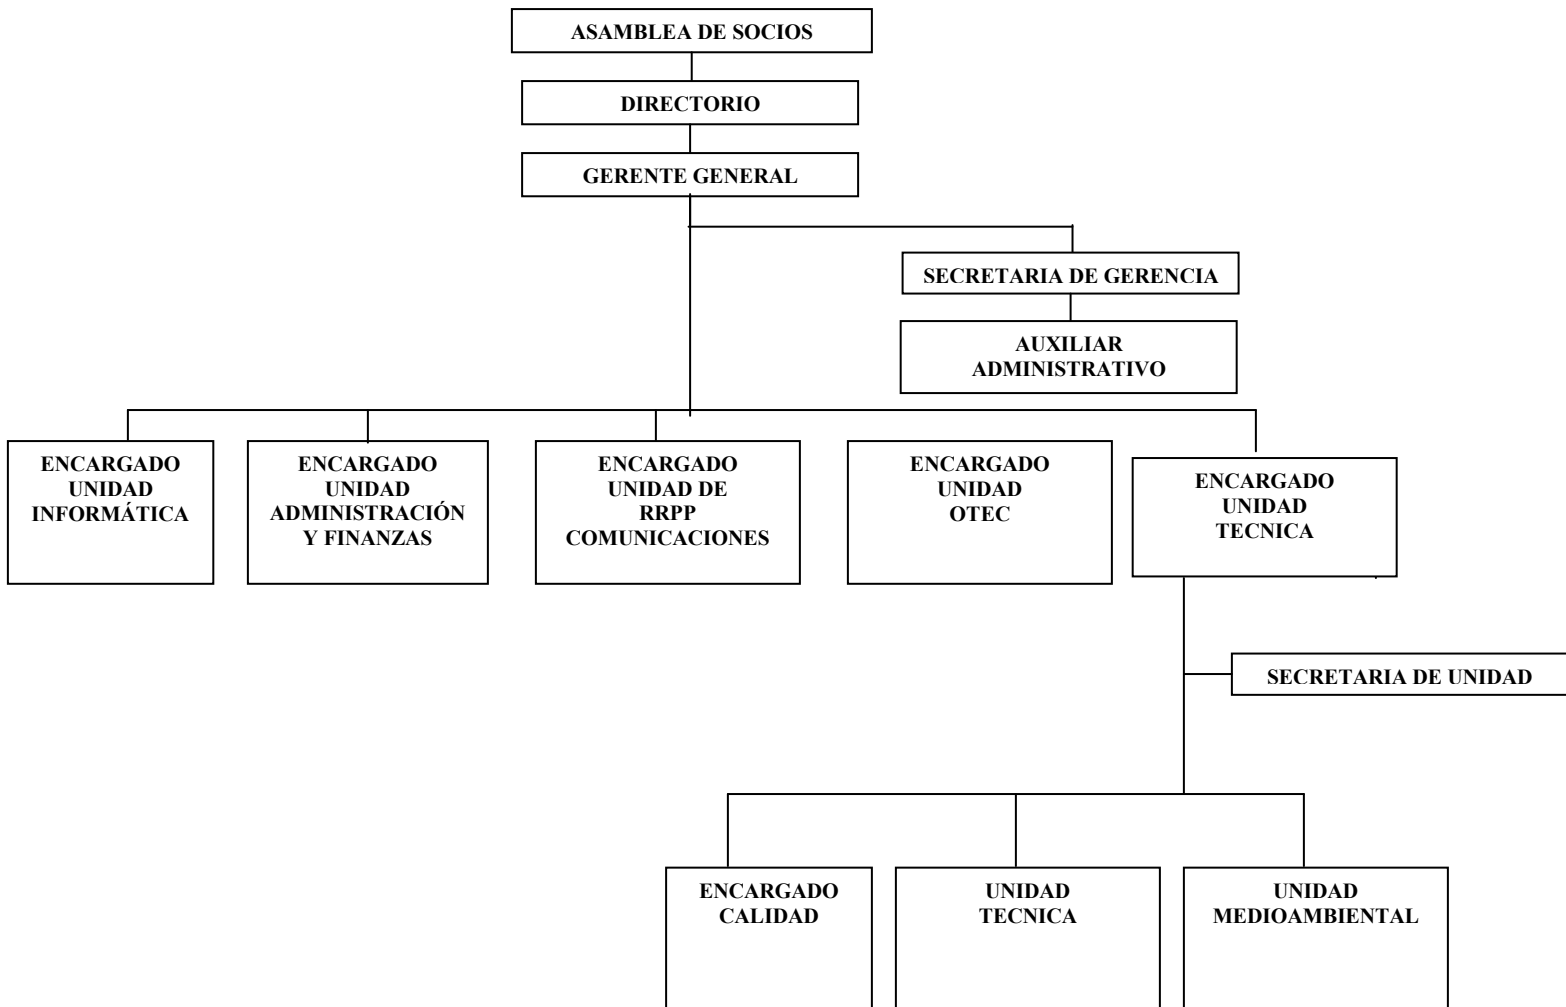 ASAMBLEA DE SOCIOS
DIRECTORIO
GERENTE GENERAL
SECRETARIA DE GERENCIA
AUXILIAR
ADMINISTRATIVO
ENCARGADO
UNIDAD
INFORMÁTICA
ENCARGADO
UNIDAD
ADMINISTRACIÓN
Y FINANZAS
ENCARGADO
UNIDAD DE
RRPP
COMUNICACIONES
ENCARGADO
UNIDAD
OTEC
ENCARGADO
UNIDAD
TECNICA
SECRETARIA DE UNIDAD
ENCARGADO
CALIDAD
UNIDAD
TECNICA
UNIDAD
MEDIOAMBIENTAL